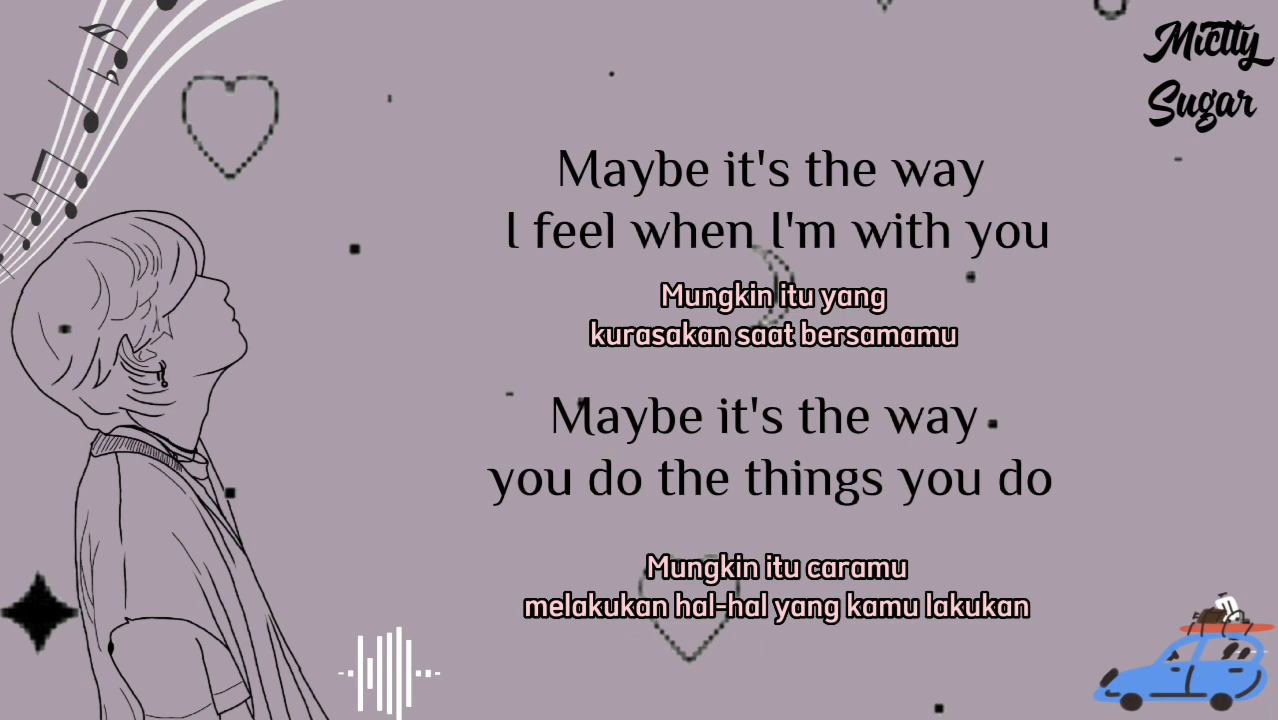 Mictty
Sugar
Maybe it's the way
I feel when I'm with you
Mungkin itu yang
kurasakan saat bersamamu
Maybe it's the way
you do the things you do
Mungkin itu caramu
melakukan hal-hal yang kamu lakukan